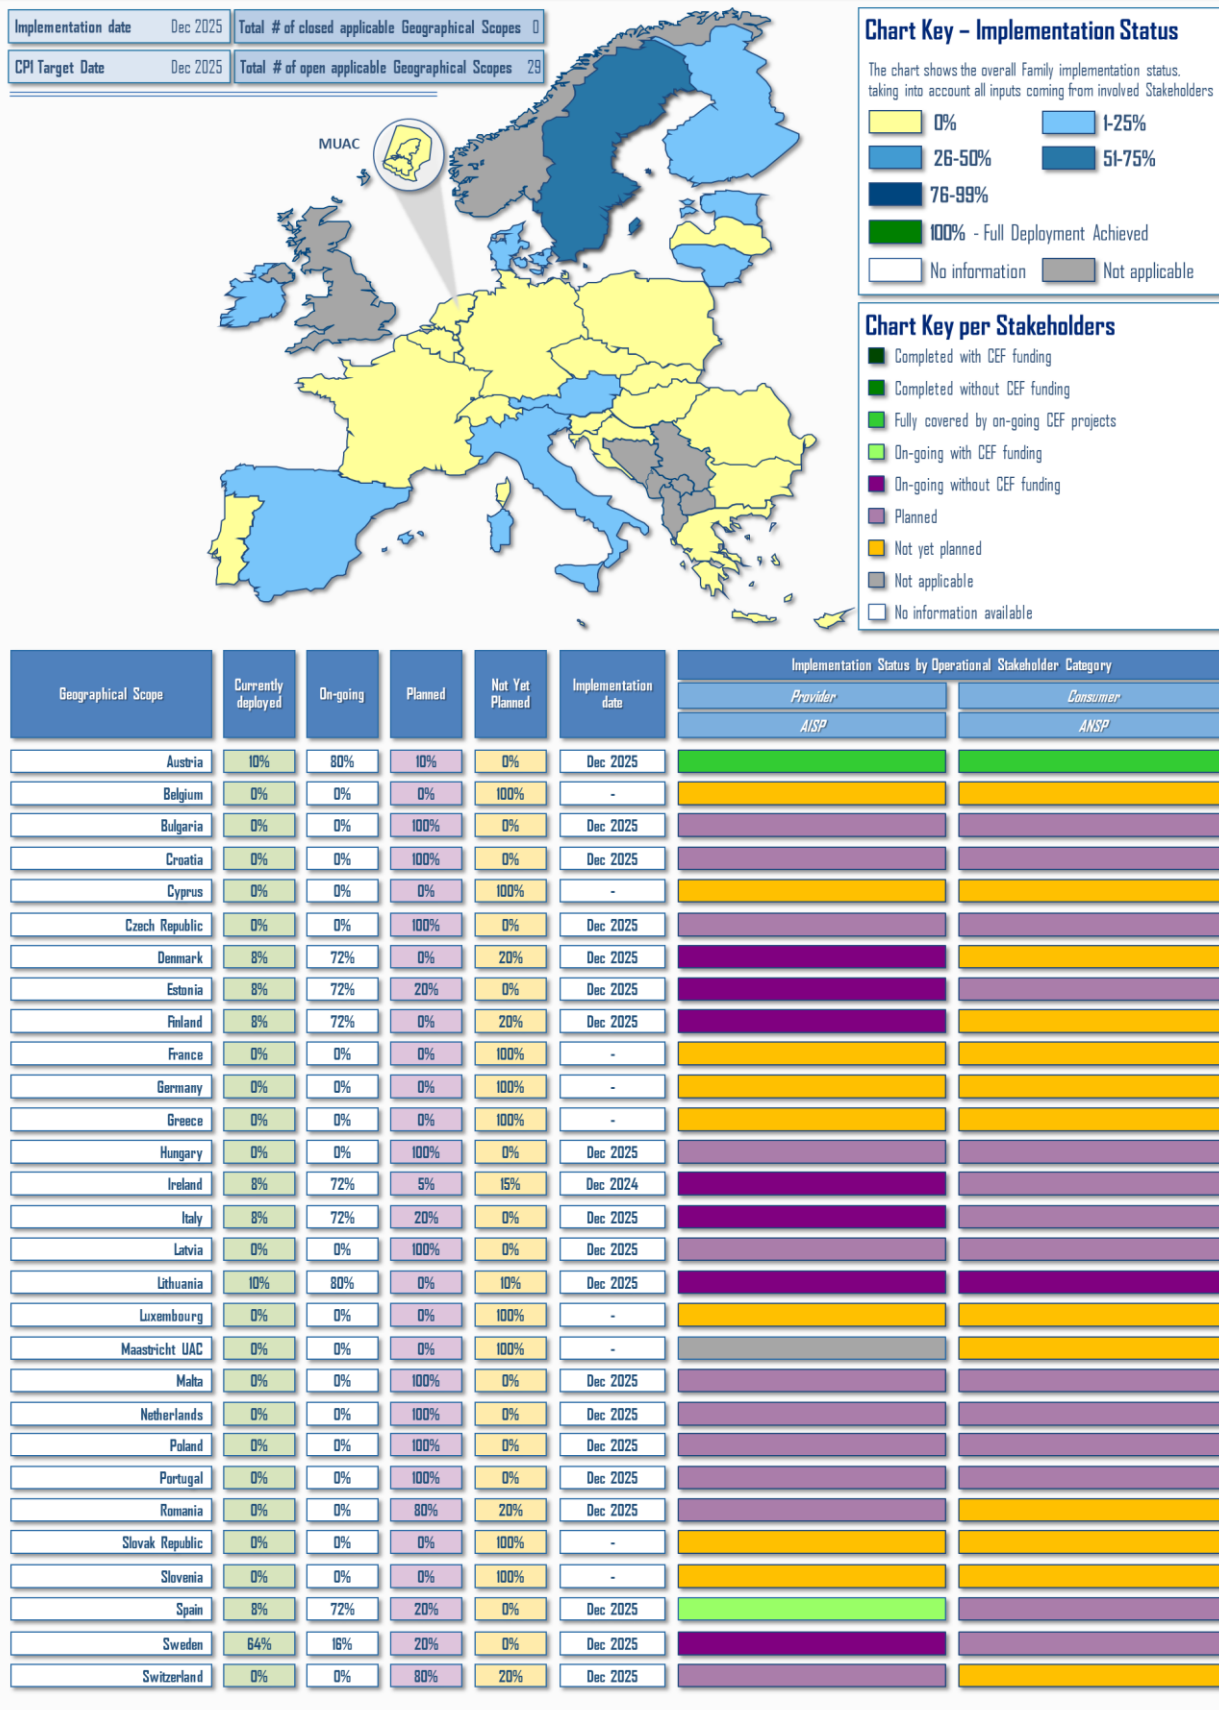 Implementation date Dec 2025 Total # of closed applicable Geographical Scopes 0
CPI Target Date Dec 2025 Total # of open applicable Geographical Scopes 29
MUAC
Chart Key – Implementation Status
The chart shows the overall Family implementation status.
taking into account all inputs coming from involved Stakeholders
0% 1-25%
26-50% 51-75%
76-99%
100% - Full Deployment Achieved
No information Not applicable
Chart Key per Stakeholders
Completed with CEF funding
Completed without CEF funding
Fully covered by on-going CEF projects
On-going with CEF funding
On-going without CEF funding
Planned
Not yet planned
Not applicable
No information available
Geographical Scope Currently deployed On-going Planned Not Yet Planned Implementation date Implementation Status by Operational Stakeholder Category
Provider Consumer
AISP ANSP
Austria 10% 80% 10% 0% Dec 2025
Belgium 0% 0% 0% 100% -
Bulgaria 0% 0% 100% 0% Dec 2025
Croatia 0% 0% 100% 0% Dec 2025
Cyprus 0% 0% 0% 100% -
Czech Republic 0% 0% 100% 0% Dec 2025
Denmark 8% 72% 0% 20% Dec 2025
Estonia 8% 72% 20% 0% Dec 2025
Finland 8% 72% 0% 20% Dec 2025
France 0% 0% 0% 100% -
Germany 0% 0% 0% 100% -
Greece 0% 0% 0% 100% -
Hungary 0% 0% 100% 0% Dec 2025
Ireland 8% 72% 5% 15% Dec 2024
Italy 8% 72% 20% 0% Dec 2025
Latvia 0% 0% 100% 0% Dec 2025
Lithuania 10% 80% 0% 10% Dec 2025
Luxembourg 0% 0% 0% 100% -
Maastricht UAC 0% 0% 0% 100% -
Malta 0% 0% 100% 0% Dec 2025
Netherlands 0% 0% 100% 0% Dec 2025
Poland 0% 0% 100% 0% Dec 2025
Portugal 0% 0% 100% 0% Dec 2025
Romania 0% 0% 80% 20% Dec 2025
Slovak Republic 0% 0% 0% 100% -
Slovenia 0% 0% 0% 100% -
Spain 8% 72% 20% 0% Dec 2025
Sweden 64% 16% 20% 0% Dec 2025
Switzerland 0% 0% 80% 20% Dec 2025